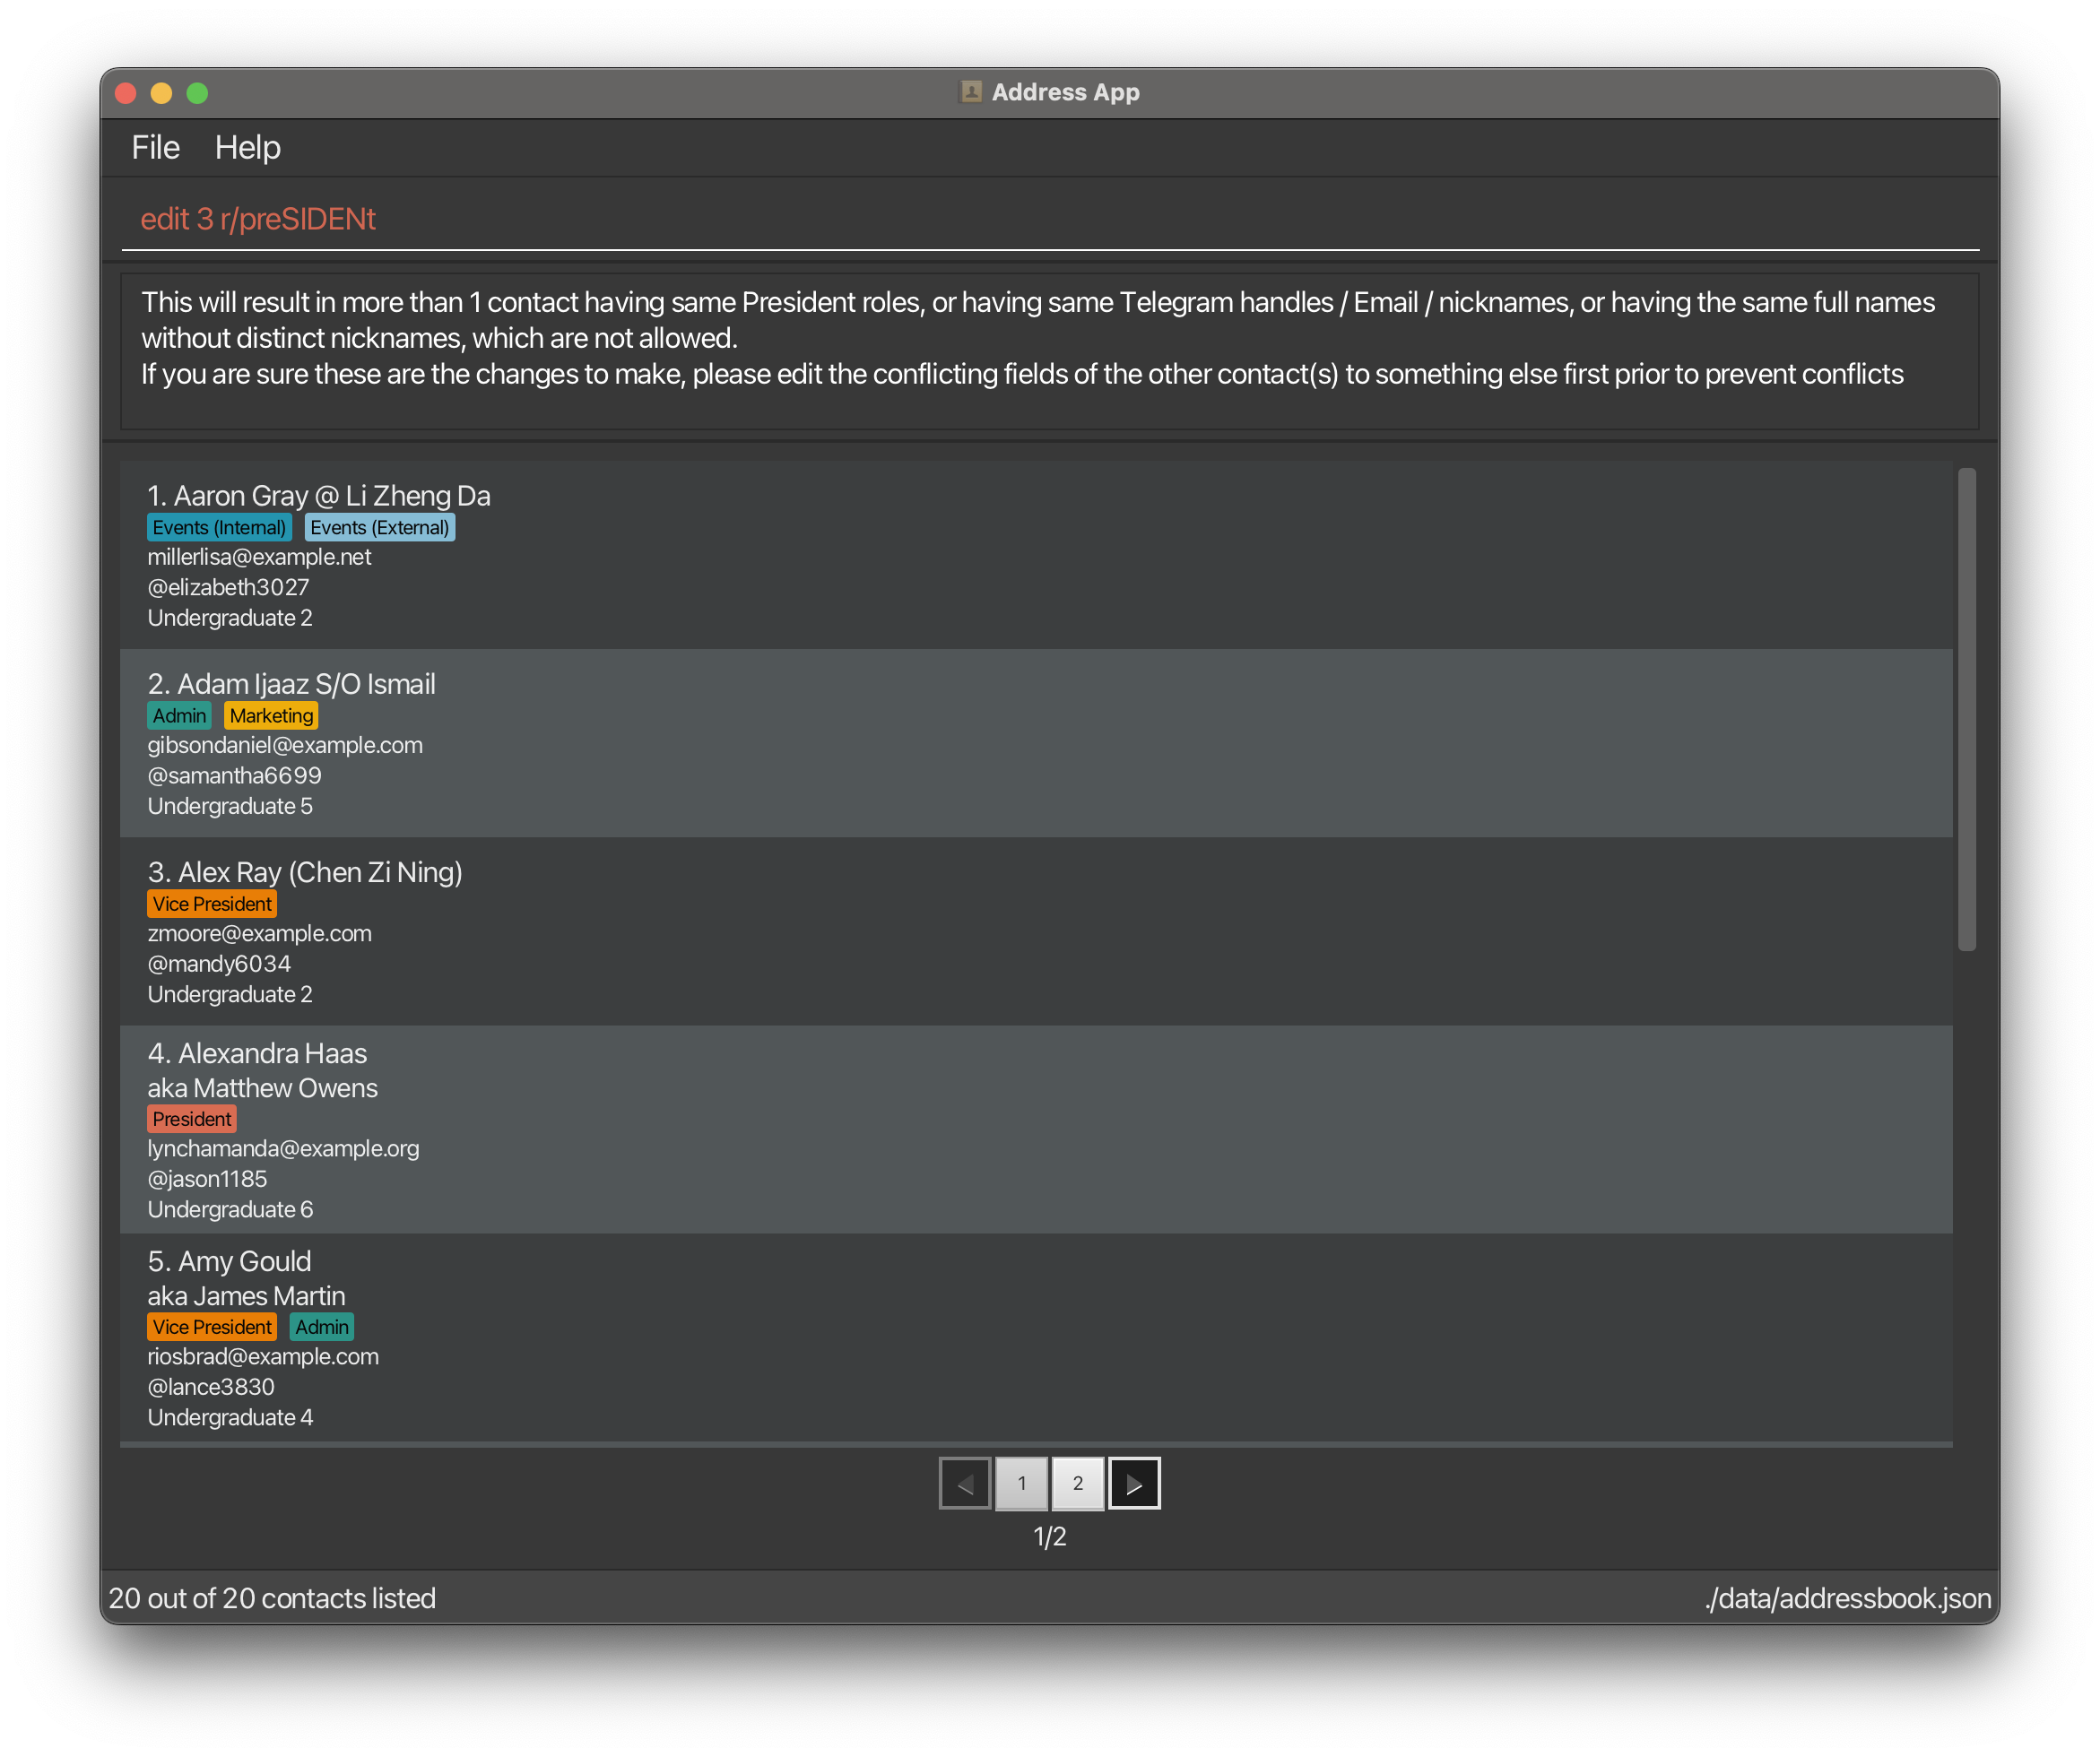 Address App
File Help
edit 3 r/preSIDENt
This will result in more than 1 contact having same President roles, or having same Telegram handles / Email / nicknames, or having the same full names
without distinct nicknames, which are not allowed.
If you are sure these are the changes to make, please edit the conflicting fields of the other contact(s) to something else first prior to prevent conflicts
1. Aaron Gray @ Li Zheng Da
Events (Internal) Events (External)
millerlisa@example.net
@elizabeth3027
Undergraduate 2
2. Adam Ijaaz S/O Ismail
Admin Marketing
gibsondaniel@example.com
@samantha6699
Undergraduate 5
3. Alex Ray (Chen Zi Ning)
Vice President
zmoore@example.com
@mandy6034
Undergraduate 2
4. Alexandra Haas
aka Matthew Owens
President
lynchamanda@example.org
@jason1185
Undergraduate 6
5. Amy Gould
aka James Martin
Vice President Admin
riosbrad@example.com
@lance3830
Undergraduate 4
1 2
1/2
20 out of 20 contacts listed ./data/addressbook.json